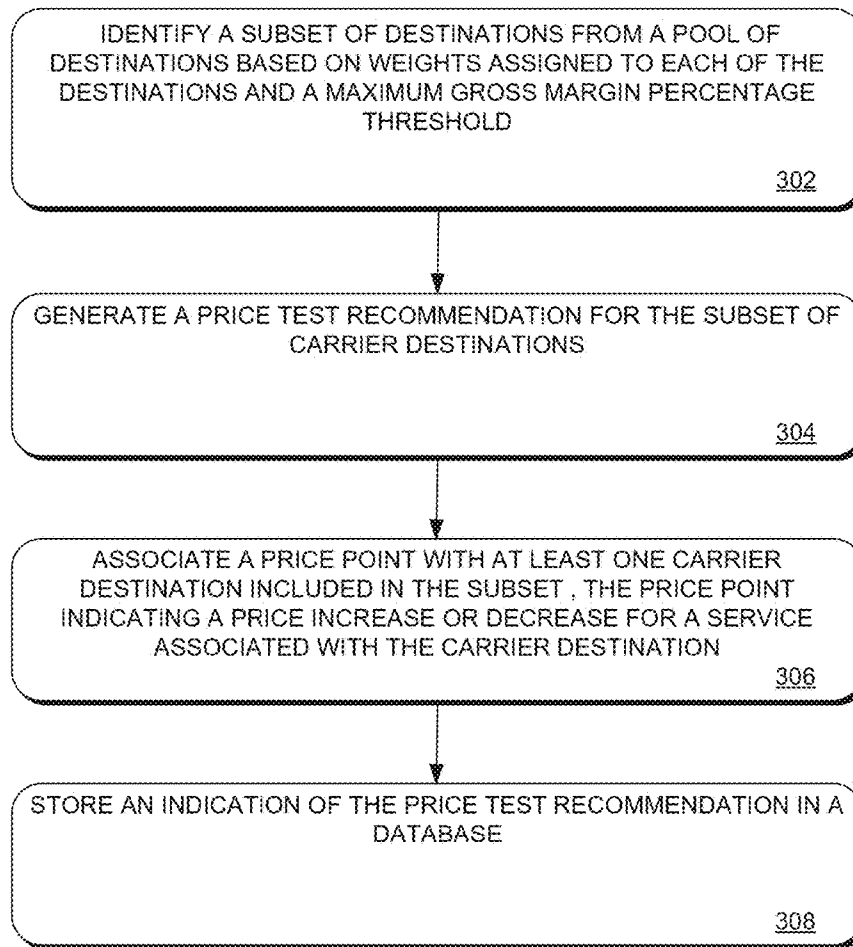 IDENTIFY A SUBSET OF DESTINATIONS FROM A POOL OF
DESTINATIONS BASED ON WEIGHTS ASSIGNED TO EACH OF THE
DESTINATIONS AND A MAXIMUM GROSS MARGIN PERCENTAGE
THRESHOLD
302
GENERATE A PRICE TEST RECOMMENDATION FOR THE SUBSET OF
CARRIER DESTINATIONS
304
ASSOCIATE A PRICE POINT WITH AT LEAST ONE CARRIER
DESTINATION INCLUDED IN THE SUBSET , THE PRICE POINT
INDICATING A PRICE INCREASE OR DECREASE FOR A SERVICE
ASSOCIATED WITH THE CARRIER DESTINATION
306
STORE AN INDICATION OF THE PRICE TEST RECOMMENDATION IN A
DATABASE
308